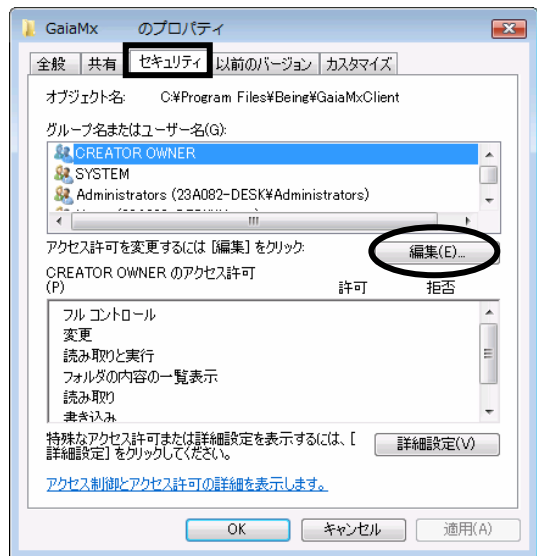 GaiaMx のプロパティ
全般 共有 セキュリティ 以前のバージョン カスタマイズ
オブジェクト名: C:¥Program Files¥Being¥GaiaMxClient
グループ名またはユーザー名(G):
CREATOR OWNER
SYSTEM
Administrators (23A082-DESK¥Administrators)
アクセス許可を変更するには [編集] をクリック: 編集(E)...
CREATOR OWNER のアクセス許可
(P) 許可 拒否
フル コントロール
変更
読み取りと実行
フォルダの内容の一覧表示
読み取り
書き込み
特殊なアクセス許可または詳細設定を表示するには、[
詳細設定] をクリックしてください。 詳細設定(V)
アクセス制御とアクセス許可の詳細を表示します。
OK キャンセル 適用(A)